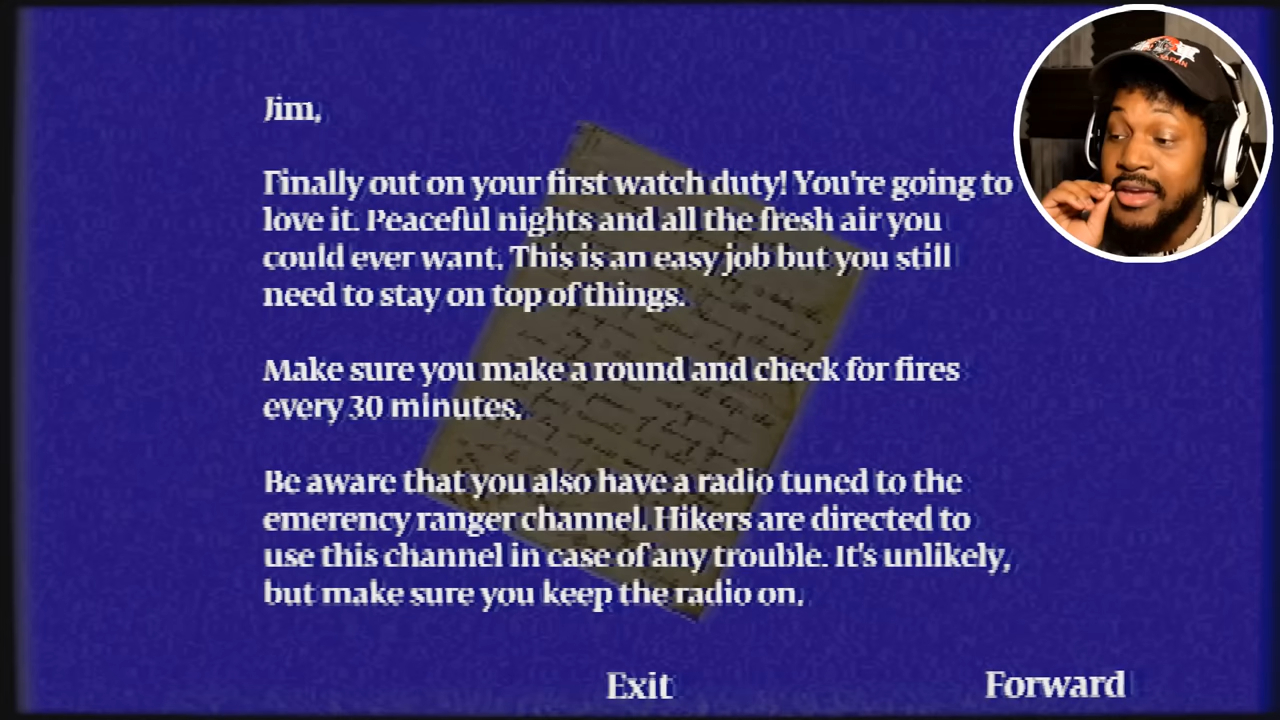 Jim,
Finally out on your first watch duty! You're going to
love it. Peaceful nights and all the fresh air you
could ever want. This is an easy job but you still
need to stay on top of things.
Make sure you make a round and check for fires
every 30 minutes.
Be aware that you also have a radio tuned to the
emerency ranger channel. Hikers are directed to
use this channel in case of any trouble. It's unlikely,
but make sure you keep the radio on.
Exit
Forward